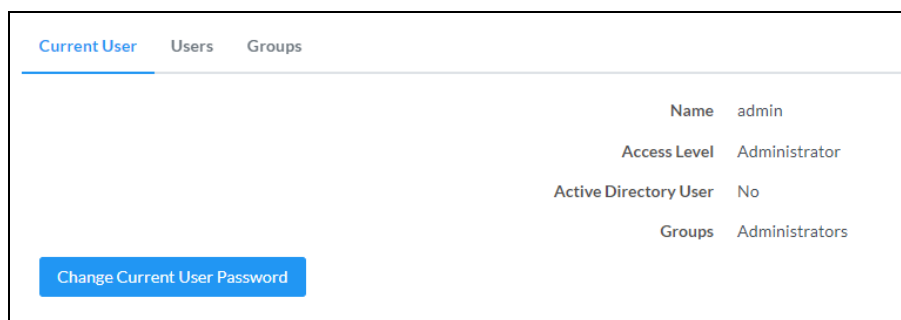 Current User Users Groups
Name admin
Access Level Administrator
Active Directory User No
Groups Administrators
Change Current User Password